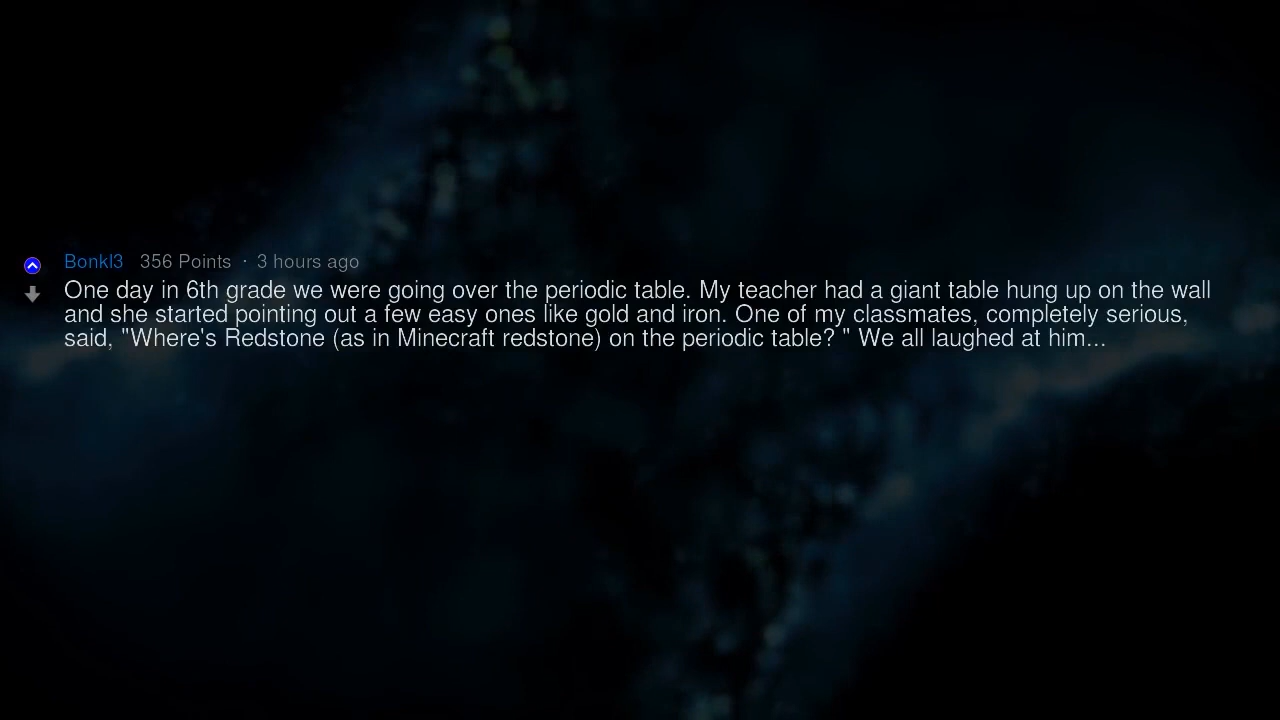 Bonkl3 356 Points · 3 hours ago
One day in 6th grade we were going over the periodic table. My teacher had a giant table hung up on the wall
and she started pointing out a few easy ones like gold and iron. One of my classmates, completely serious,
said, "Where's Redstone (as in Minecraft redstone) on the periodic table? " We all laughed at him...